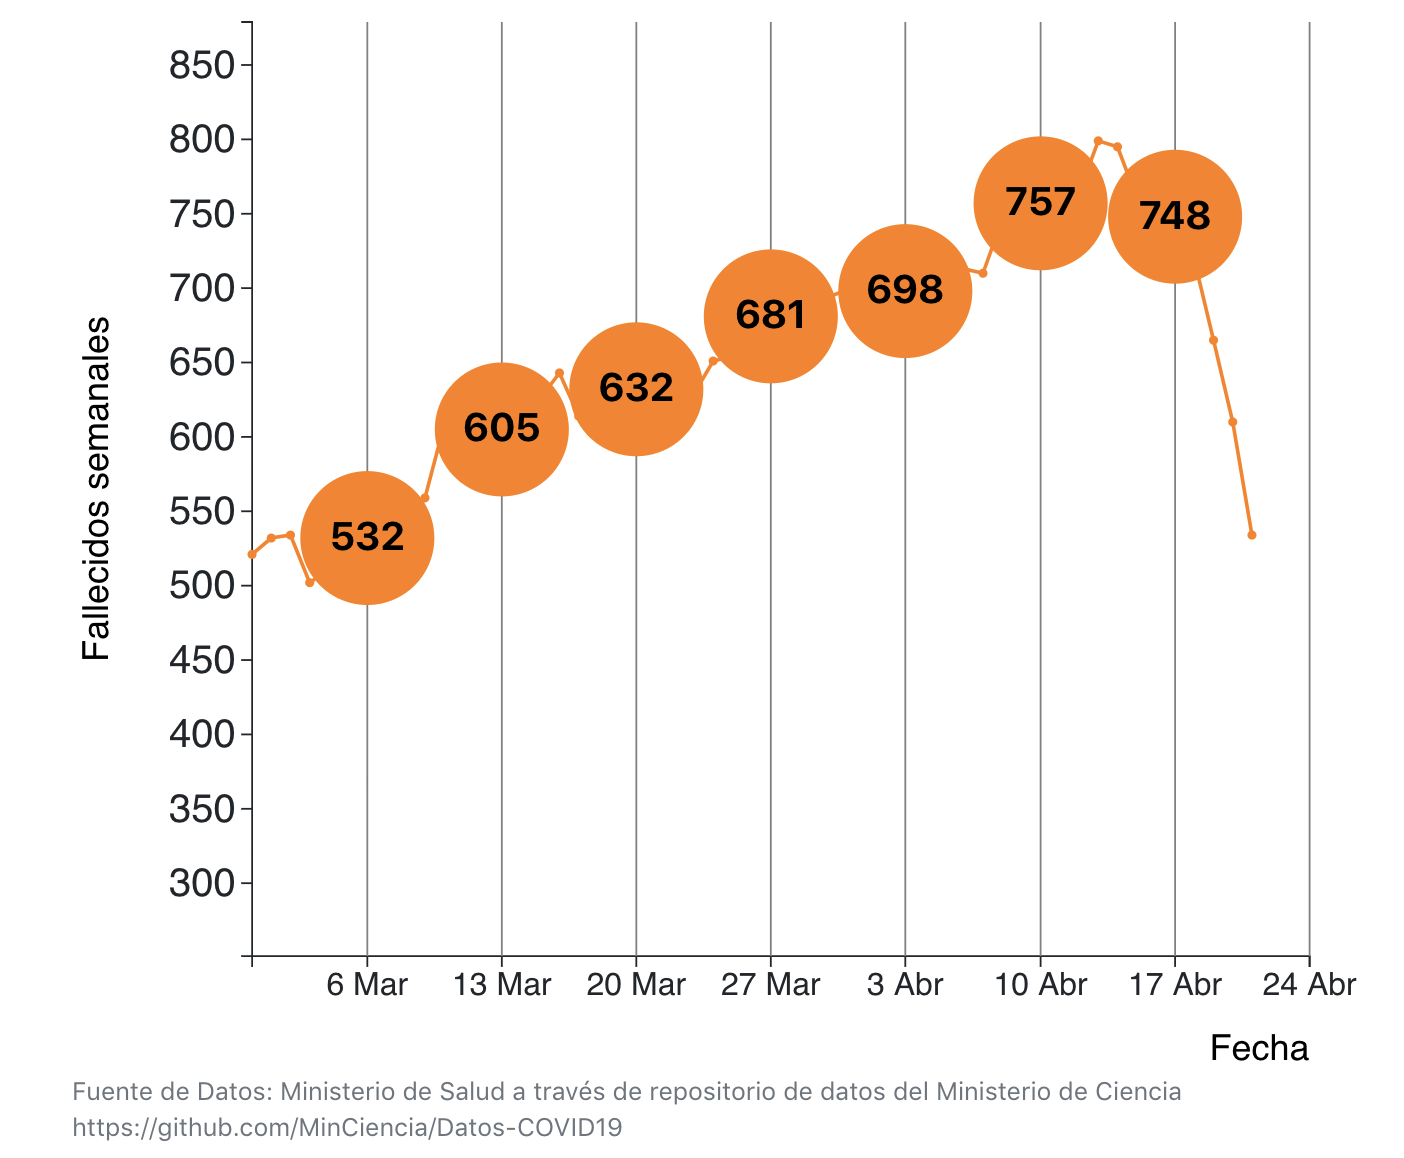 850
800
750
700
650
600
550
500
450
400
350
300
Fallecidos semanales
532
605
632
681
698
757
748
6 Mar
13 Mar
20 Mar
27 Mar
3 Abr
10 Abr
17 Abr
24 Abr
Fecha
Fuente de Datos: Ministerio de Salud a través de repositorio de datos del Ministerio de Ciencia
https://github.com/MinCiencia/Datos-COVID19